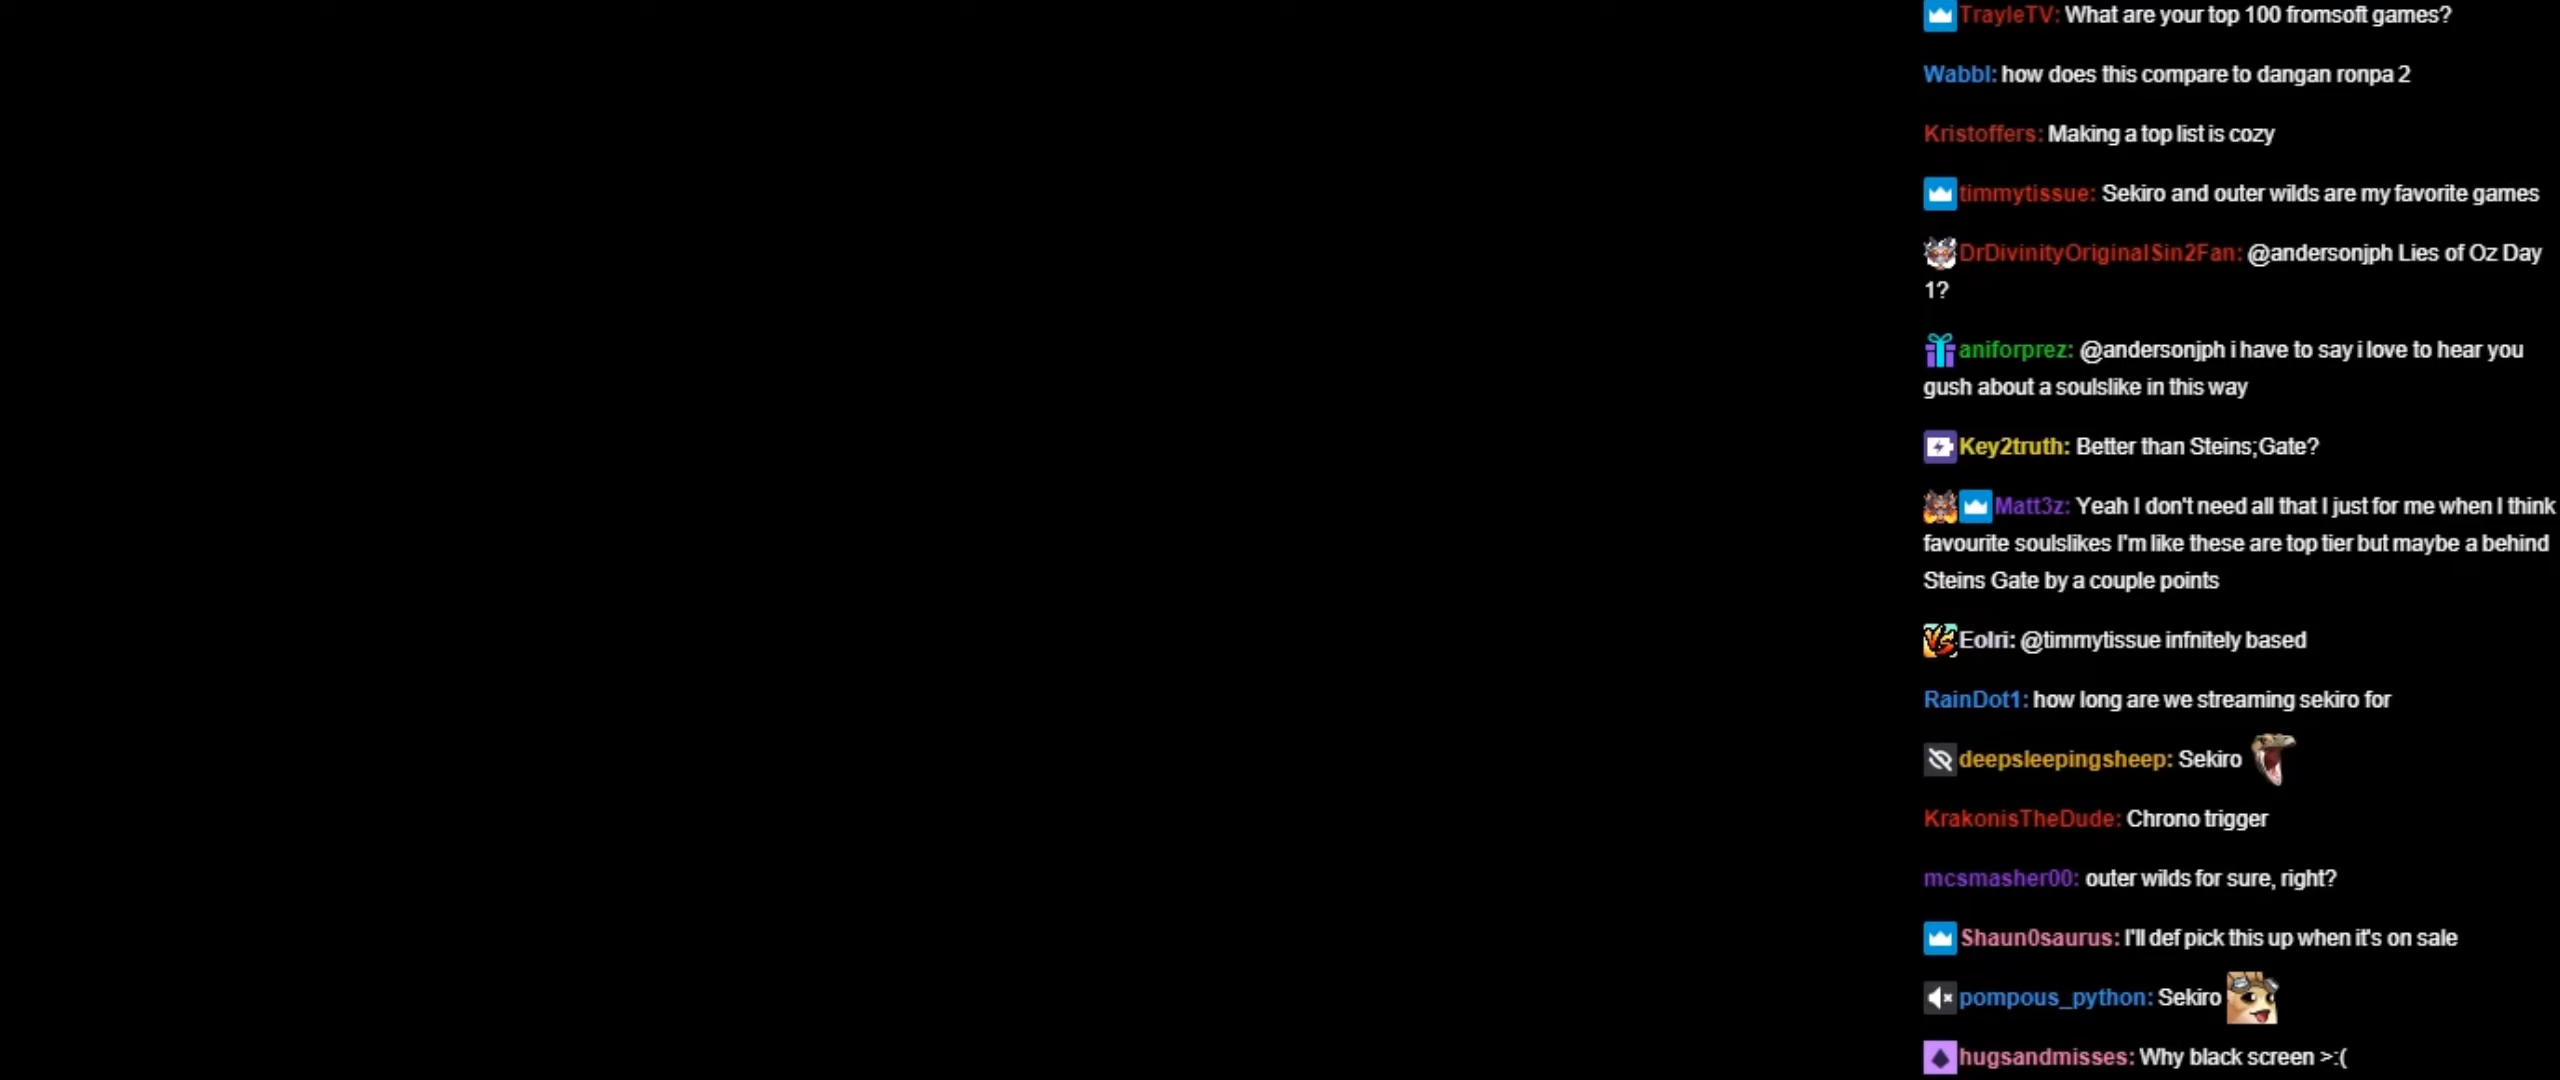 TrayleTV: What are your top 100 fromsoft games?
Wabbl: how does this compare to dangan ronpa 2
Kristoffers: Making a top list is cozy
timmytissue: Sekiro and outer wilds are my favorite games
DrDivinityOriginalSin2Fan: @andersonjph Lies of Oz Day
1?
aniforprez: @andersonjph i have to say i love to hear you
gush about a soulslike in this way
Key2truth: Better than Steins;Gate?
Matt3z: Yeah I don't need all that I just for me when I think
favourite soulslikes I'm like these are top tier but maybe a behind
Steins Gate by a couple points
VS Eolri: @timmytissue infnitely based
RainDot1: how long are we streaming sekiro for
deepsleepingsheep: Sekiro
KrakonisTheDude: Chrono trigger
mcsmasher00: outer wilds for sure, right?
Shaun0saurus: I'll def pick this up when it's on sale
pompous_python: Sekiro
hugsandmisses: Why black screen >:(